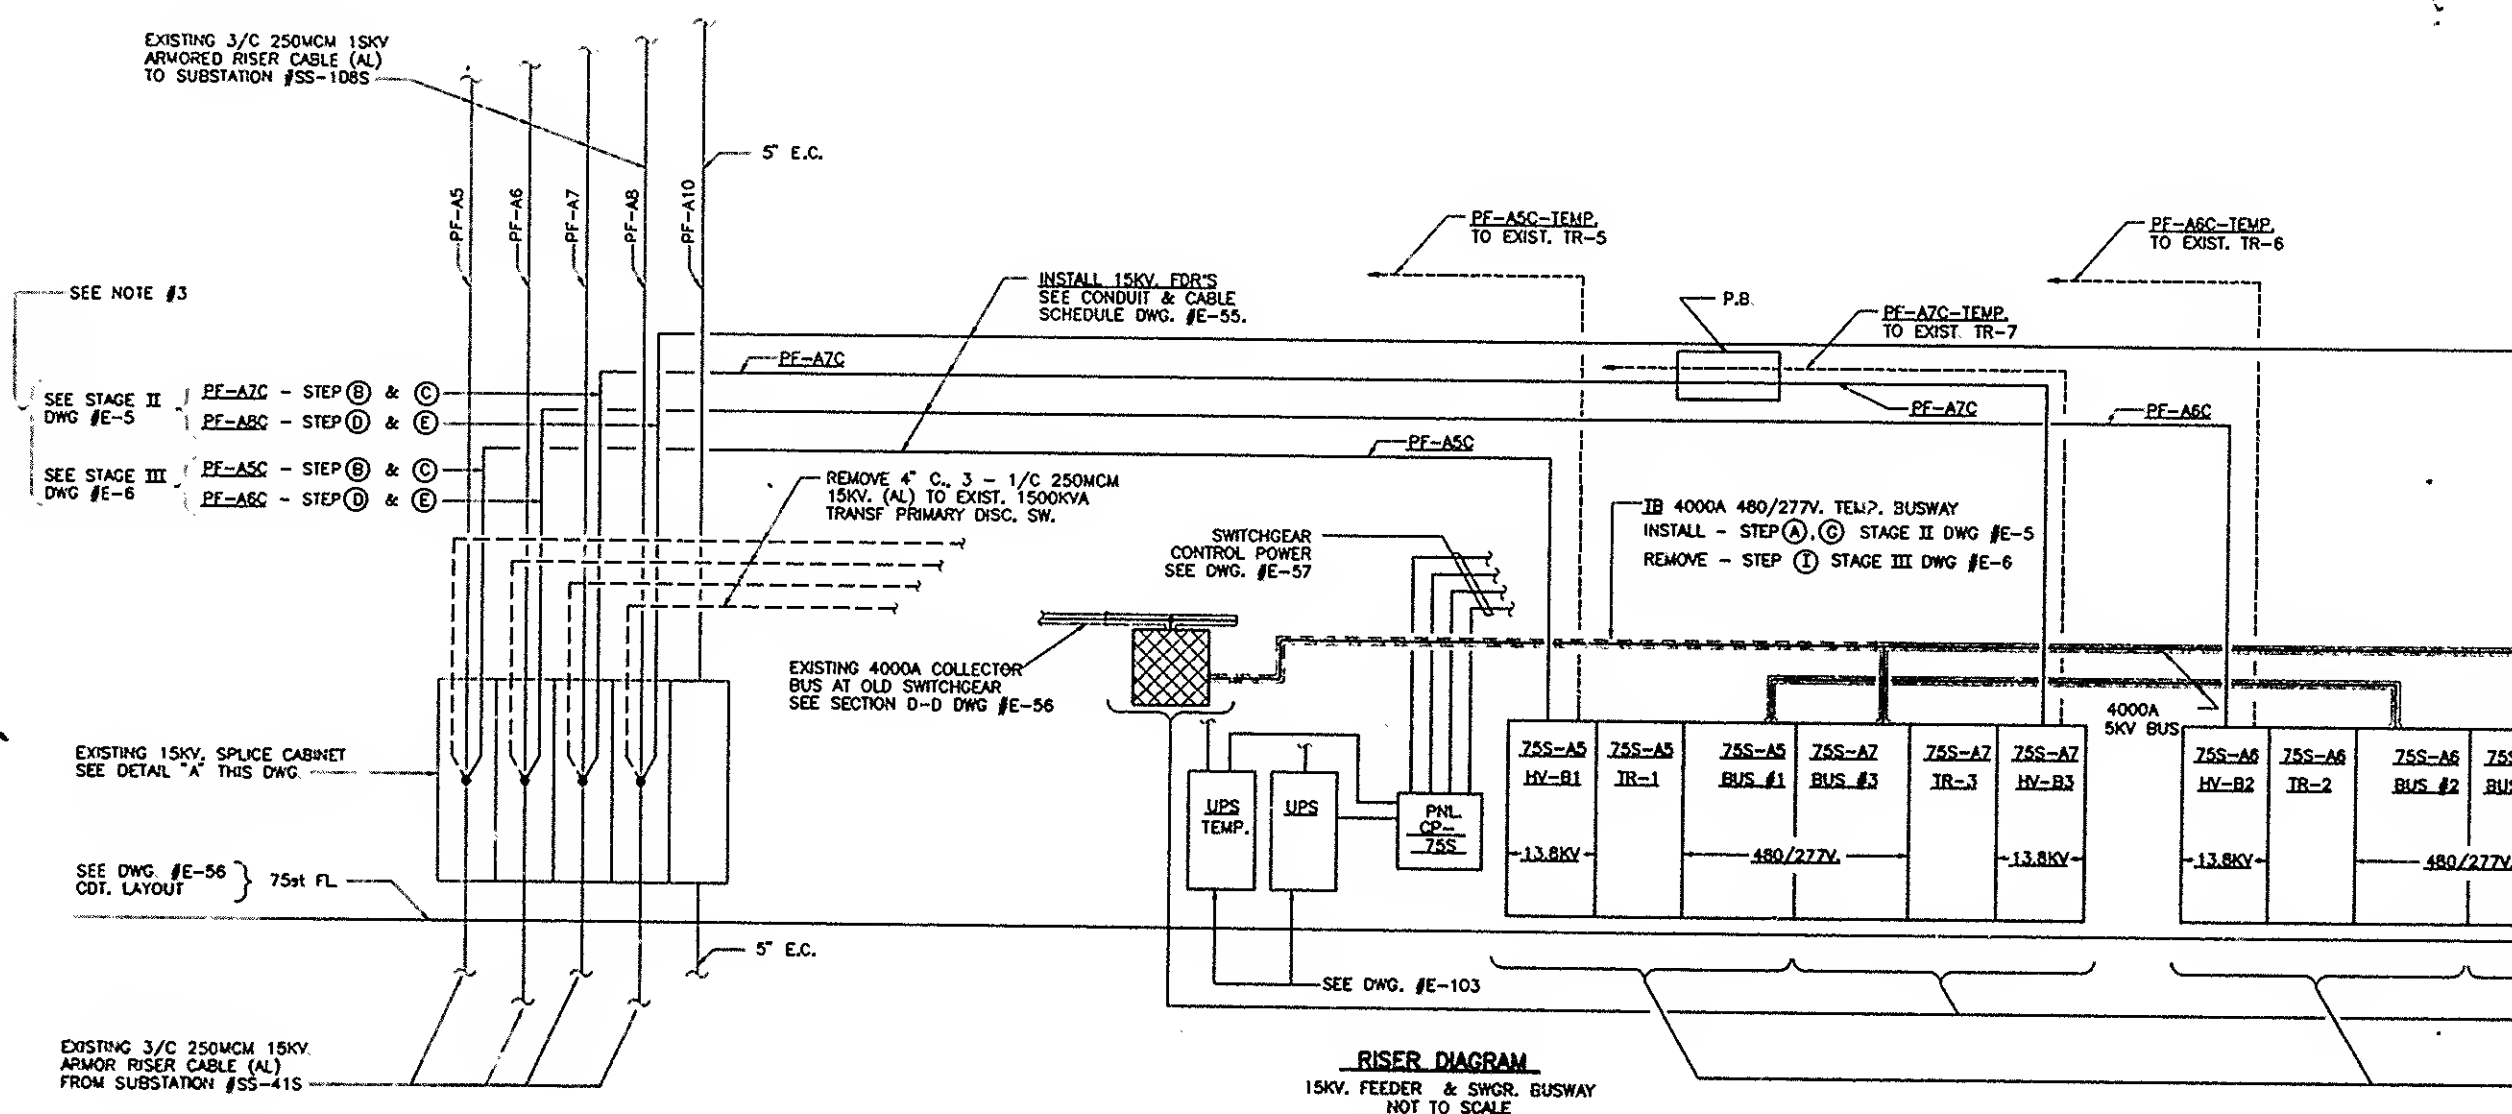 EXISTING 3/C 250MCM 15KV
ARMORED RISER CABLE (AL)
TO SUBSTATION #SS-108S
5" E.C.
PF-A5
PF-A6
PF-A7
PF-A8
PF-A10
PF-A5C-TEMP.
TO EXIST. TR-5
PF-A6C-TEMP.
TO EXIST. TR-6
SEE NOTE #3
INSTALL 15KV. FDR'S
SEE CONDUIT & CABLE
SCHEDULE DWG. #E-55.
P.B.
PF-A7C-TEMP.
TO EXIST. TR-7
PF-A7C
SEE STAGE II
DWG #E-5
PF-A7C - STEP (B) & (C)
PF-A8C - STEP (D) & (E)
PF-A7C
PF-A6C
PF-A5C
SEE STAGE III
DWG #E-6
PF-A5C - STEP (B) & (C)
PF-A6C - STEP (D) & (E)
REMOVE 4" C., 3 - 1/C 250MCM
15KV. (AL) TO EXIST. 1500KVA
TRANSF PRIMARY DISC. SW.
SWITCHGEAR
CONTROL POWER
SEE DWG. #E-57
TB 4000A 480/277V. TEMP. BUSWAY
INSTALL - STEP (A), (G) STAGE II DWG #E-5
REMOVE - STEP (I) STAGE III DWG #E-6
EXISTING 4000A COLLECTOR
BUS AT OLD SWITCHGEAR
SEE SECTION D-D DWG #E-56
4000A
5KV BUS
EXISTING 15KV. SPLICE CABINET
SEE DETAIL "A" THIS DWG.
UPS
TEMP.
UPS
PNL.
CP-
75S
75S-A5
HV-B1
75S-A5
TR-1
75S-A5
BUS #1
75S-A7
BUS #3
75S-A7
TR-3
75S-A7
HV-B3
75S-A6
HV-B2
75S-A6
TR-2
75S-A6
BUS #2
75S
BUS
13.8KV
480/277V.
13.8KV
13.8KV
480/277V.
SEE DWG. #E-56
CDT. LAYOUT
75st FL
5" E.C.
SEE DWG. #E-103
EXISTING 3/C 250MCM 15KV.
ARMOR RISER CABLE (AL)
FROM SUBSTATION #SS-41S
RISER DIAGRAM
15KV. FEEDER & SWGR. BUSWAY
NOT TO SCALE